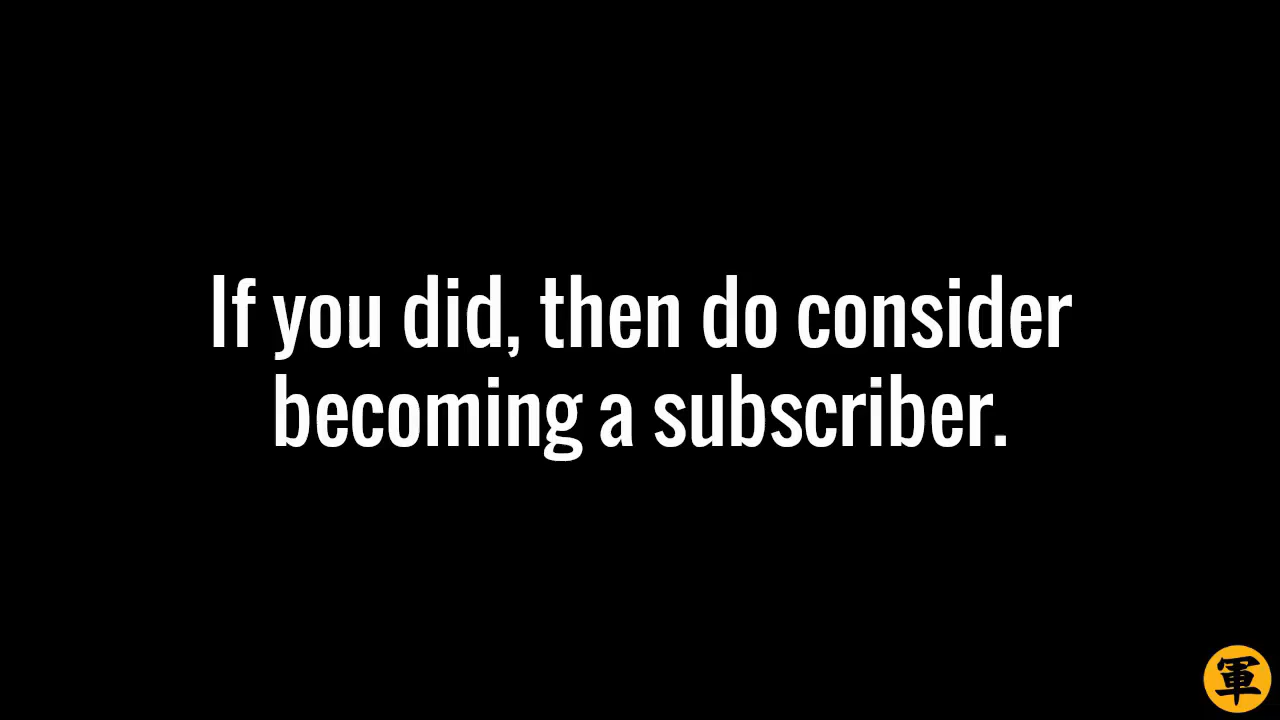 If you did, then do consider
becoming a subscriber.
軍